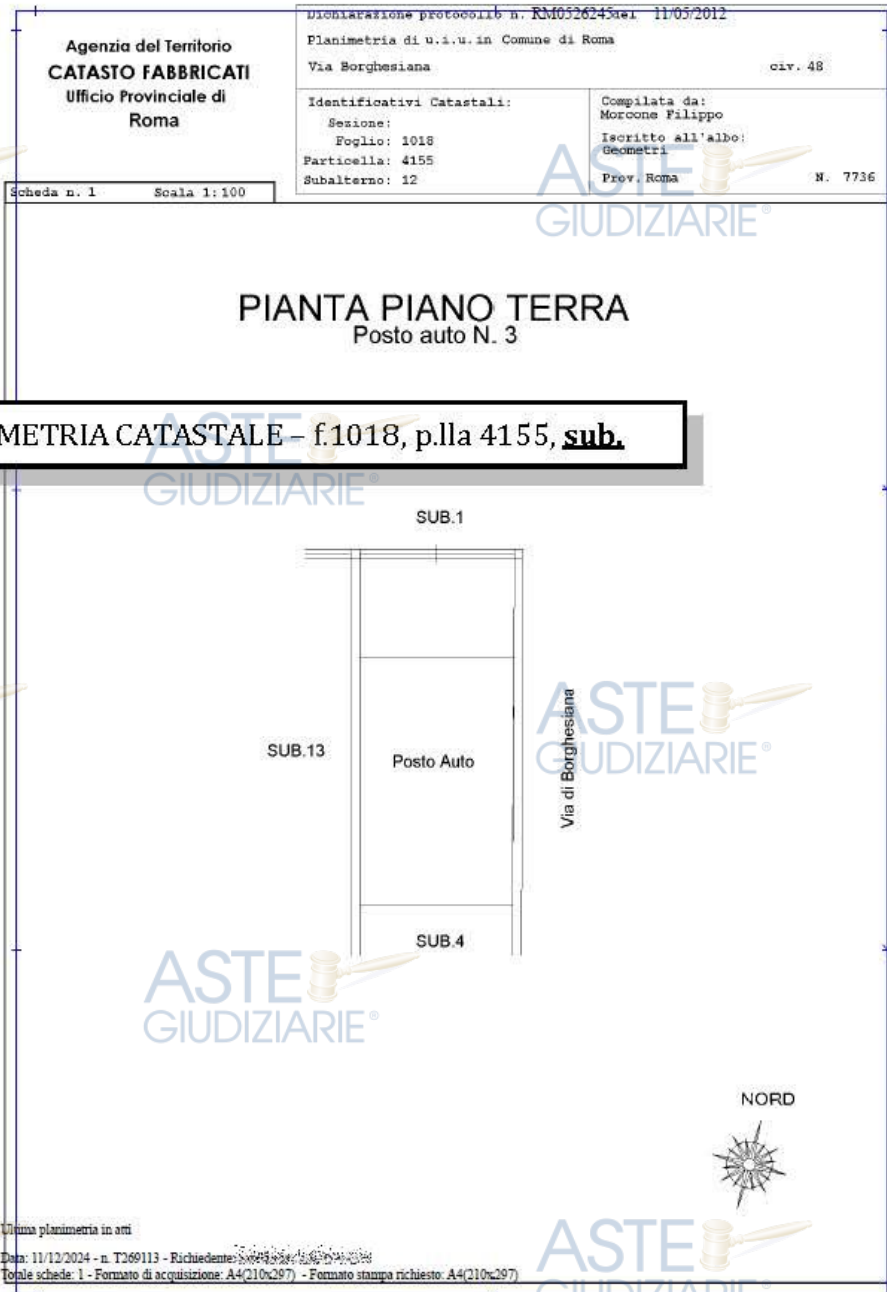 Agenzia del Territorio
CATASTO FABBRICATI
Ufficio Provinciale di
Roma
Dichiarazione protocollo n. RM0526245del 11/05/2012
Planimetria di u.i.u. in Comune di Roma
Via Borghesiana civ. 48
Identificativi Catastali:
Sezione:
Foglio: 1018
Particella: 4155
Subalterno: 12
Compilata da:
Morcone Filippo
Iscritto all'albo:
Geometri
Prov. Roma N. 7736
Scheda n. 1 Scala 1:100
ASTE
GIUDIZIARIE®
PIANTA PIANO TERRA
Posto auto N. 3
METRIA CATASTALE – f.1018, p.lla 4155, sub.
ASTE
GIUDIZIARIE®
SUB.1
SUB.13
Posto Auto
Via di Borghesiana
ASTE
GIUDIZIARIE®
SUB.4
ASTE
GIUDIZIARIE®
NORD
Ultima planimetria in atti
Data: 11/12/2024 - n. T269113 - Richiedente:
Totale schede: 1 - Formato di acquisizione: A4(210x297) - Formato stampa richiesto: A4(210x297)
ASTE
GIUDIZIARIE®